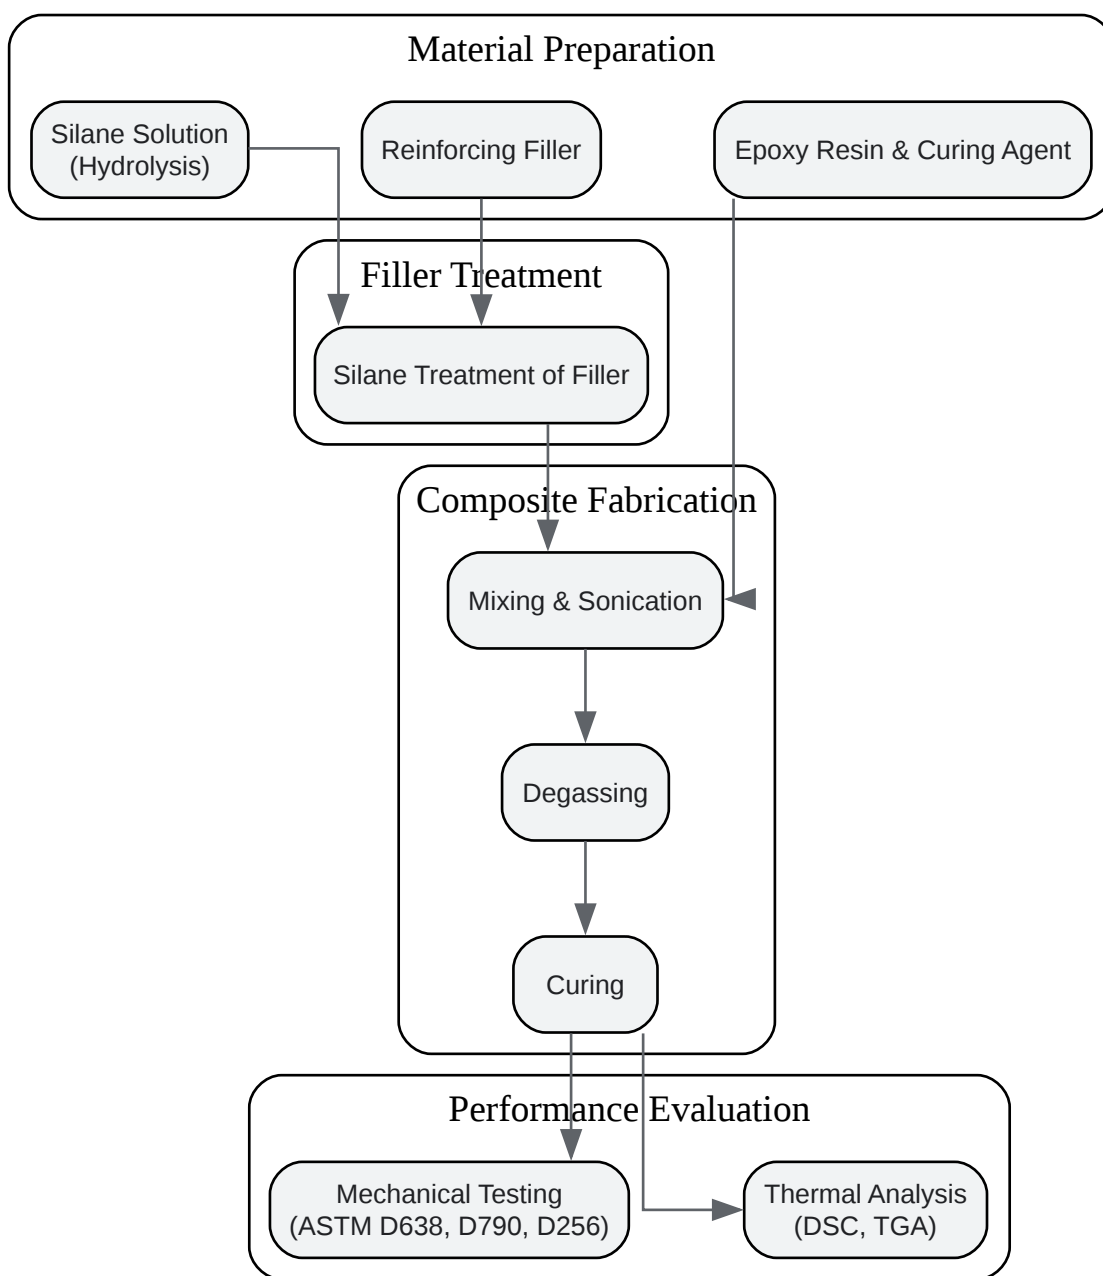 Material Preparation
Silane Solution
(Hydrolysis)
Reinforcing Filler
Epoxy Resin & Curing Agent
Filler Treatment
Silane Treatment of Filler
Composite Fabrication
Mixing & Sonication
Degassing
Curing
Performance Evaluation
Mechanical Testing
(ASTM D638, D790, D256)
Thermal Analysis
(DSC, TGA)